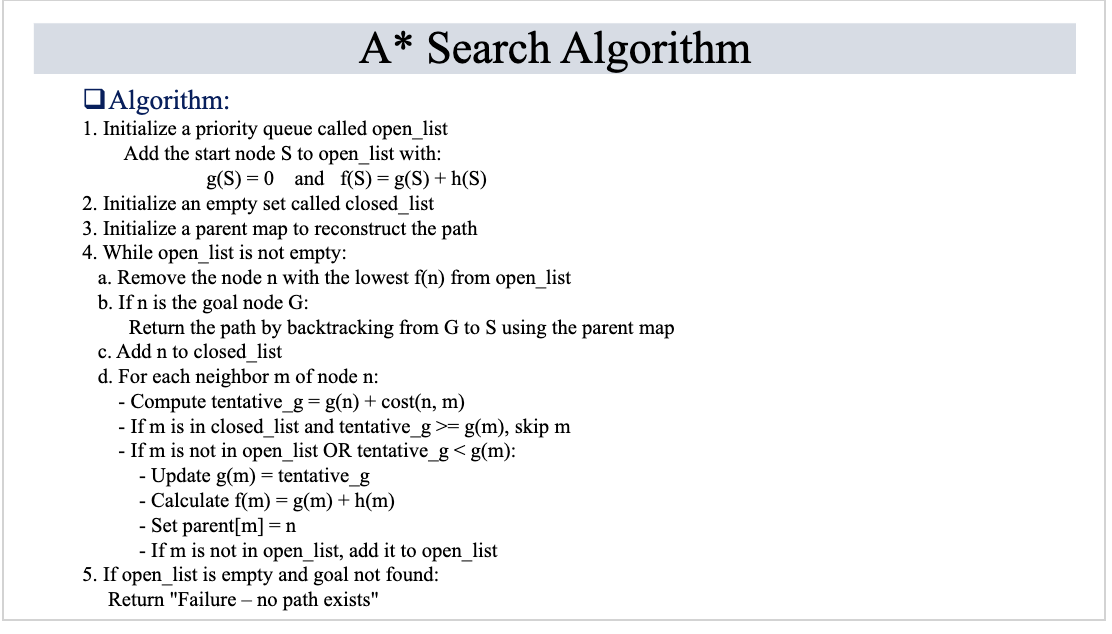 A* Search Algorithm
❑Algorithm:
1. Initialize a priority queue called open_list
Add the start node S to open_list with:
g(S) = 0 and f(S) = g(S) + h(S)
2. Initialize an empty set called closed_list
3. Initialize a parent map to reconstruct the path
4. While open_list is not empty:
a. Remove the node n with the lowest f(n) from open_list
b. If n is the goal node G:
Return the path by backtracking from G to S using the parent map
c. Add n to closed_list
d. For each neighbor m of node n:
- Compute tentative_g = g(n) + cost(n, m)
- If m is in closed_list and tentative_g >= g(m), skip m
- If m is not in open_list OR tentative_g < g(m):
- Update g(m) = tentative_g
- Calculate f(m) = g(m) + h(m)
- Set parent[m] = n
- If m is not in open_list, add it to open_list
5. If open_list is empty and goal not found:
Return "Failure – no path exists"